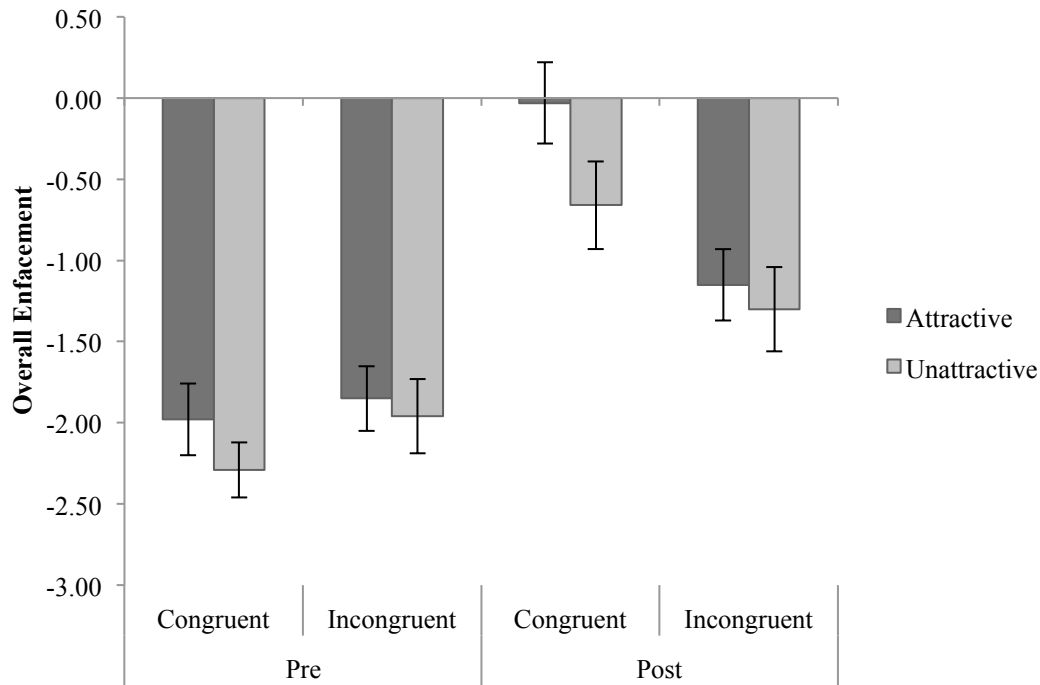 Overall Enfacement
0.50
0.00
-0.50
-1.00
-1.50
-2.00
-2.50
-3.00
Congruent Incongruent Congruent Incongruent
Pre Post
Attractive
Unattractive